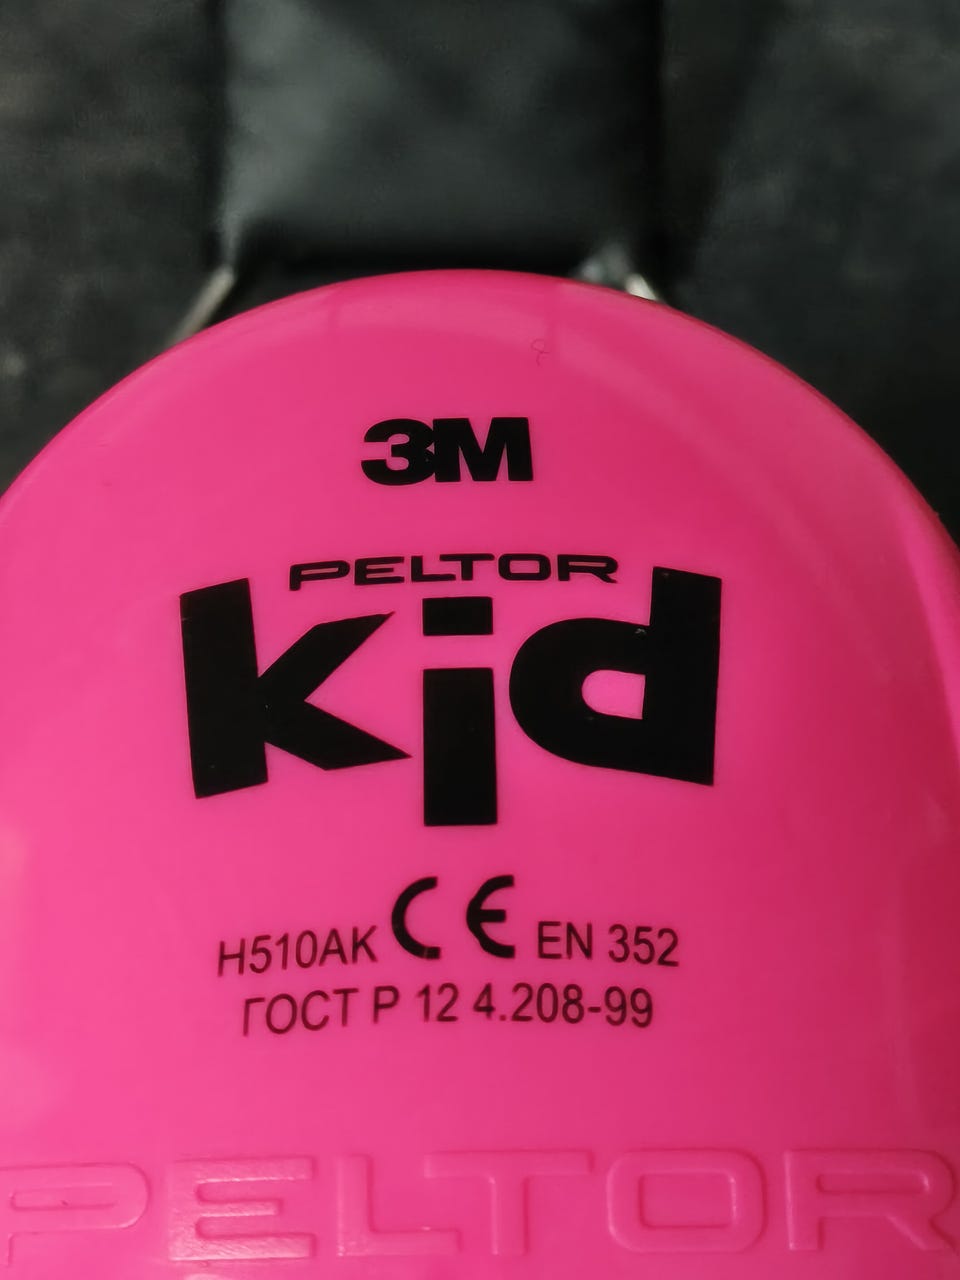 3M
PELTOR
kid
H510AK CE EN 352
ГОСТ Р 12 4.208-99
PELTOR